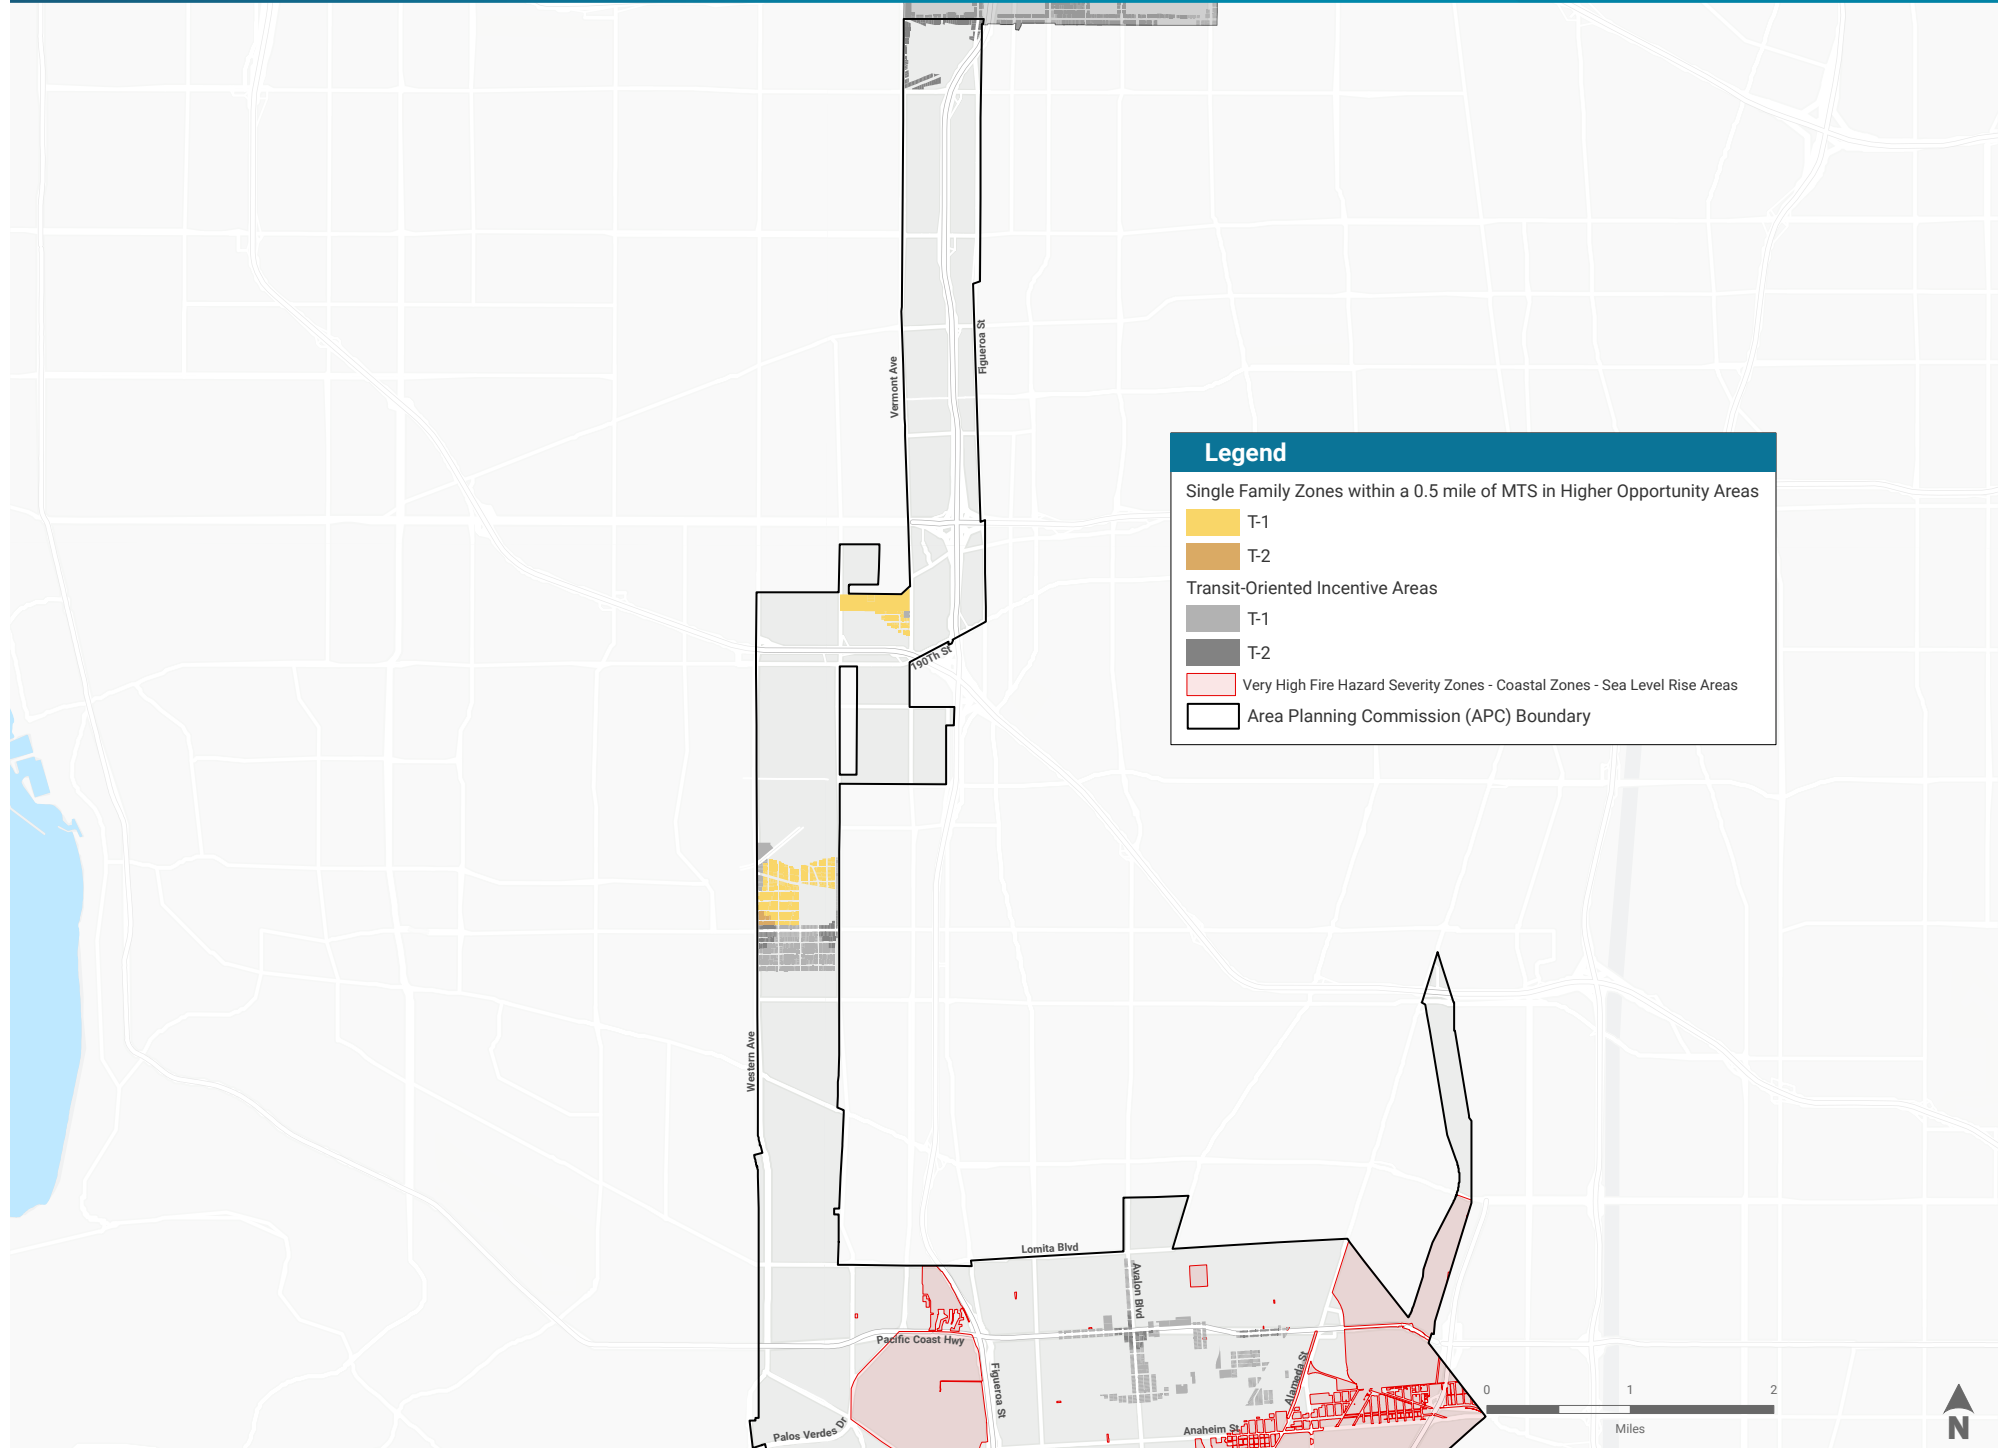 Figueroa St
Vermont Ave
Legend
Single Family Zones within a 0.5 mile of MTS in Higher Opportunity Areas
T-1
T-2
Transit-Oriented Incentive Areas
T-1
T-2
Very High Fire Hazard Severity Zones - Coastal Zones - Sea Level Rise Areas
Area Planning Commission (APC) Boundary
190Th St
Western Ave
Lomita Blvd
Avalon Blvd
Pacific Coast Hwy
Figueroa St
Alameda St
Palos Verdes Dr
Anaheim St
0 1 2
Miles
N